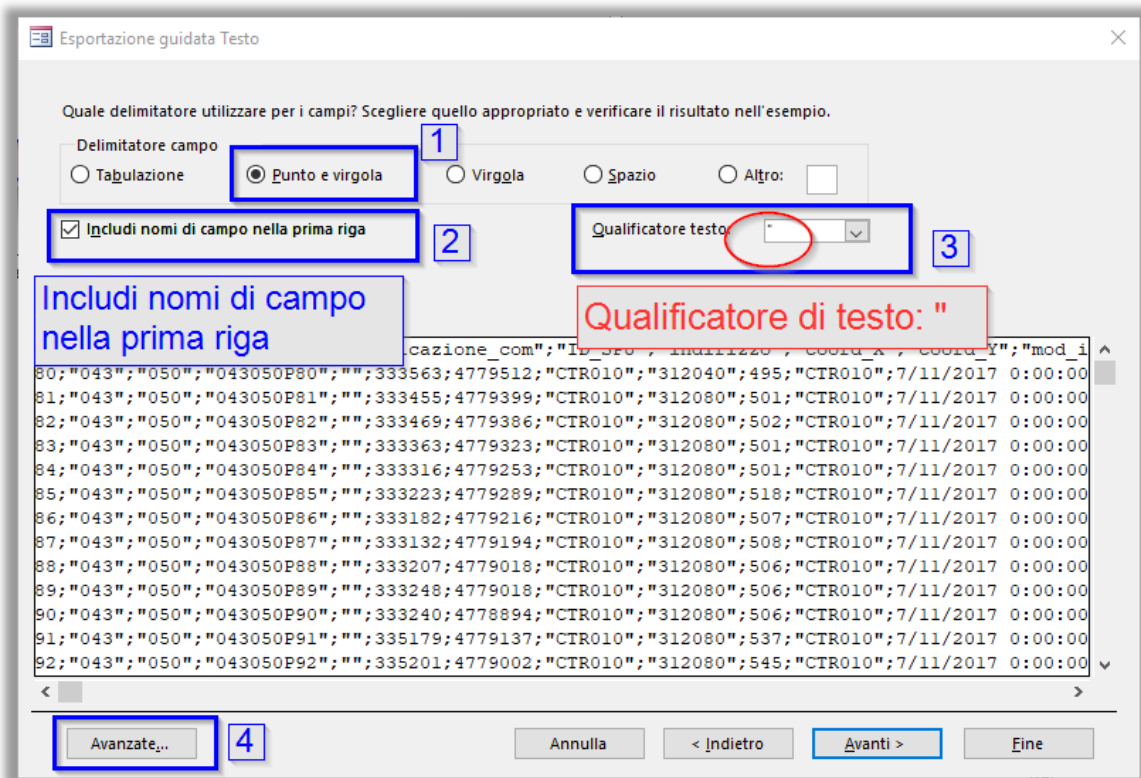 Esportazione guidata Testo
Quale delimitatore utilizzare per i campi? Scegliere quello appropriato e verificare il risultato nell'esempio.
Delimitatore campo
1
Tabulazione Punto e virgola Virgola Spazio Altro:
Includi nomi di campo nella prima riga
2
Qualificatore testo: "
3
Includi nomi di campo
nella prima riga
Qualificatore di testo: "
icazione_com";"ID_SPU";"Indirizzo";"Coord_X";"Coord_Y";"mod_i
80;"043";"050";"043050P80";"";333563;4779512;"CTR010";"312040";495;"CTR010";7/11/2017 0:00:00
81;"043";"050";"043050P81";"";333455;4779399;"CTR010";"312080";501;"CTR010";7/11/2017 0:00:00
82;"043";"050";"043050P82";"";333469;4779386;"CTR010";"312080";502;"CTR010";7/11/2017 0:00:00
83;"043";"050";"043050P83";"";333363;4779323;"CTR010";"312080";501;"CTR010";7/11/2017 0:00:00
84;"043";"050";"043050P84";"";333316;4779253;"CTR010";"312080";501;"CTR010";7/11/2017 0:00:00
85;"043";"050";"043050P85";"";333223;4779289;"CTR010";"312080";518;"CTR010";7/11/2017 0:00:00
86;"043";"050";"043050P86";"";333182;4779216;"CTR010";"312080";507;"CTR010";7/11/2017 0:00:00
87;"043";"050";"043050P87";"";333132;4779194;"CTR010";"312080";508;"CTR010";7/11/2017 0:00:00
88;"043";"050";"043050P88";"";333207;4779018;"CTR010";"312080";506;"CTR010";7/11/2017 0:00:00
89;"043";"050";"043050P89";"";333248;4779018;"CTR010";"312080";506;"CTR010";7/11/2017 0:00:00
90;"043";"050";"043050P90";"";333240;4778894;"CTR010";"312080";506;"CTR010";7/11/2017 0:00:00
91;"043";"050";"043050P91";"";335179;4779137;"CTR010";"312080";537;"CTR010";7/11/2017 0:00:00
92;"043";"050";"043050P92";"";335201;4779002;"CTR010";"312080";545;"CTR010";7/11/2017 0:00:00
Avanzate... 4 Annulla < Indietro Avanti > Fine